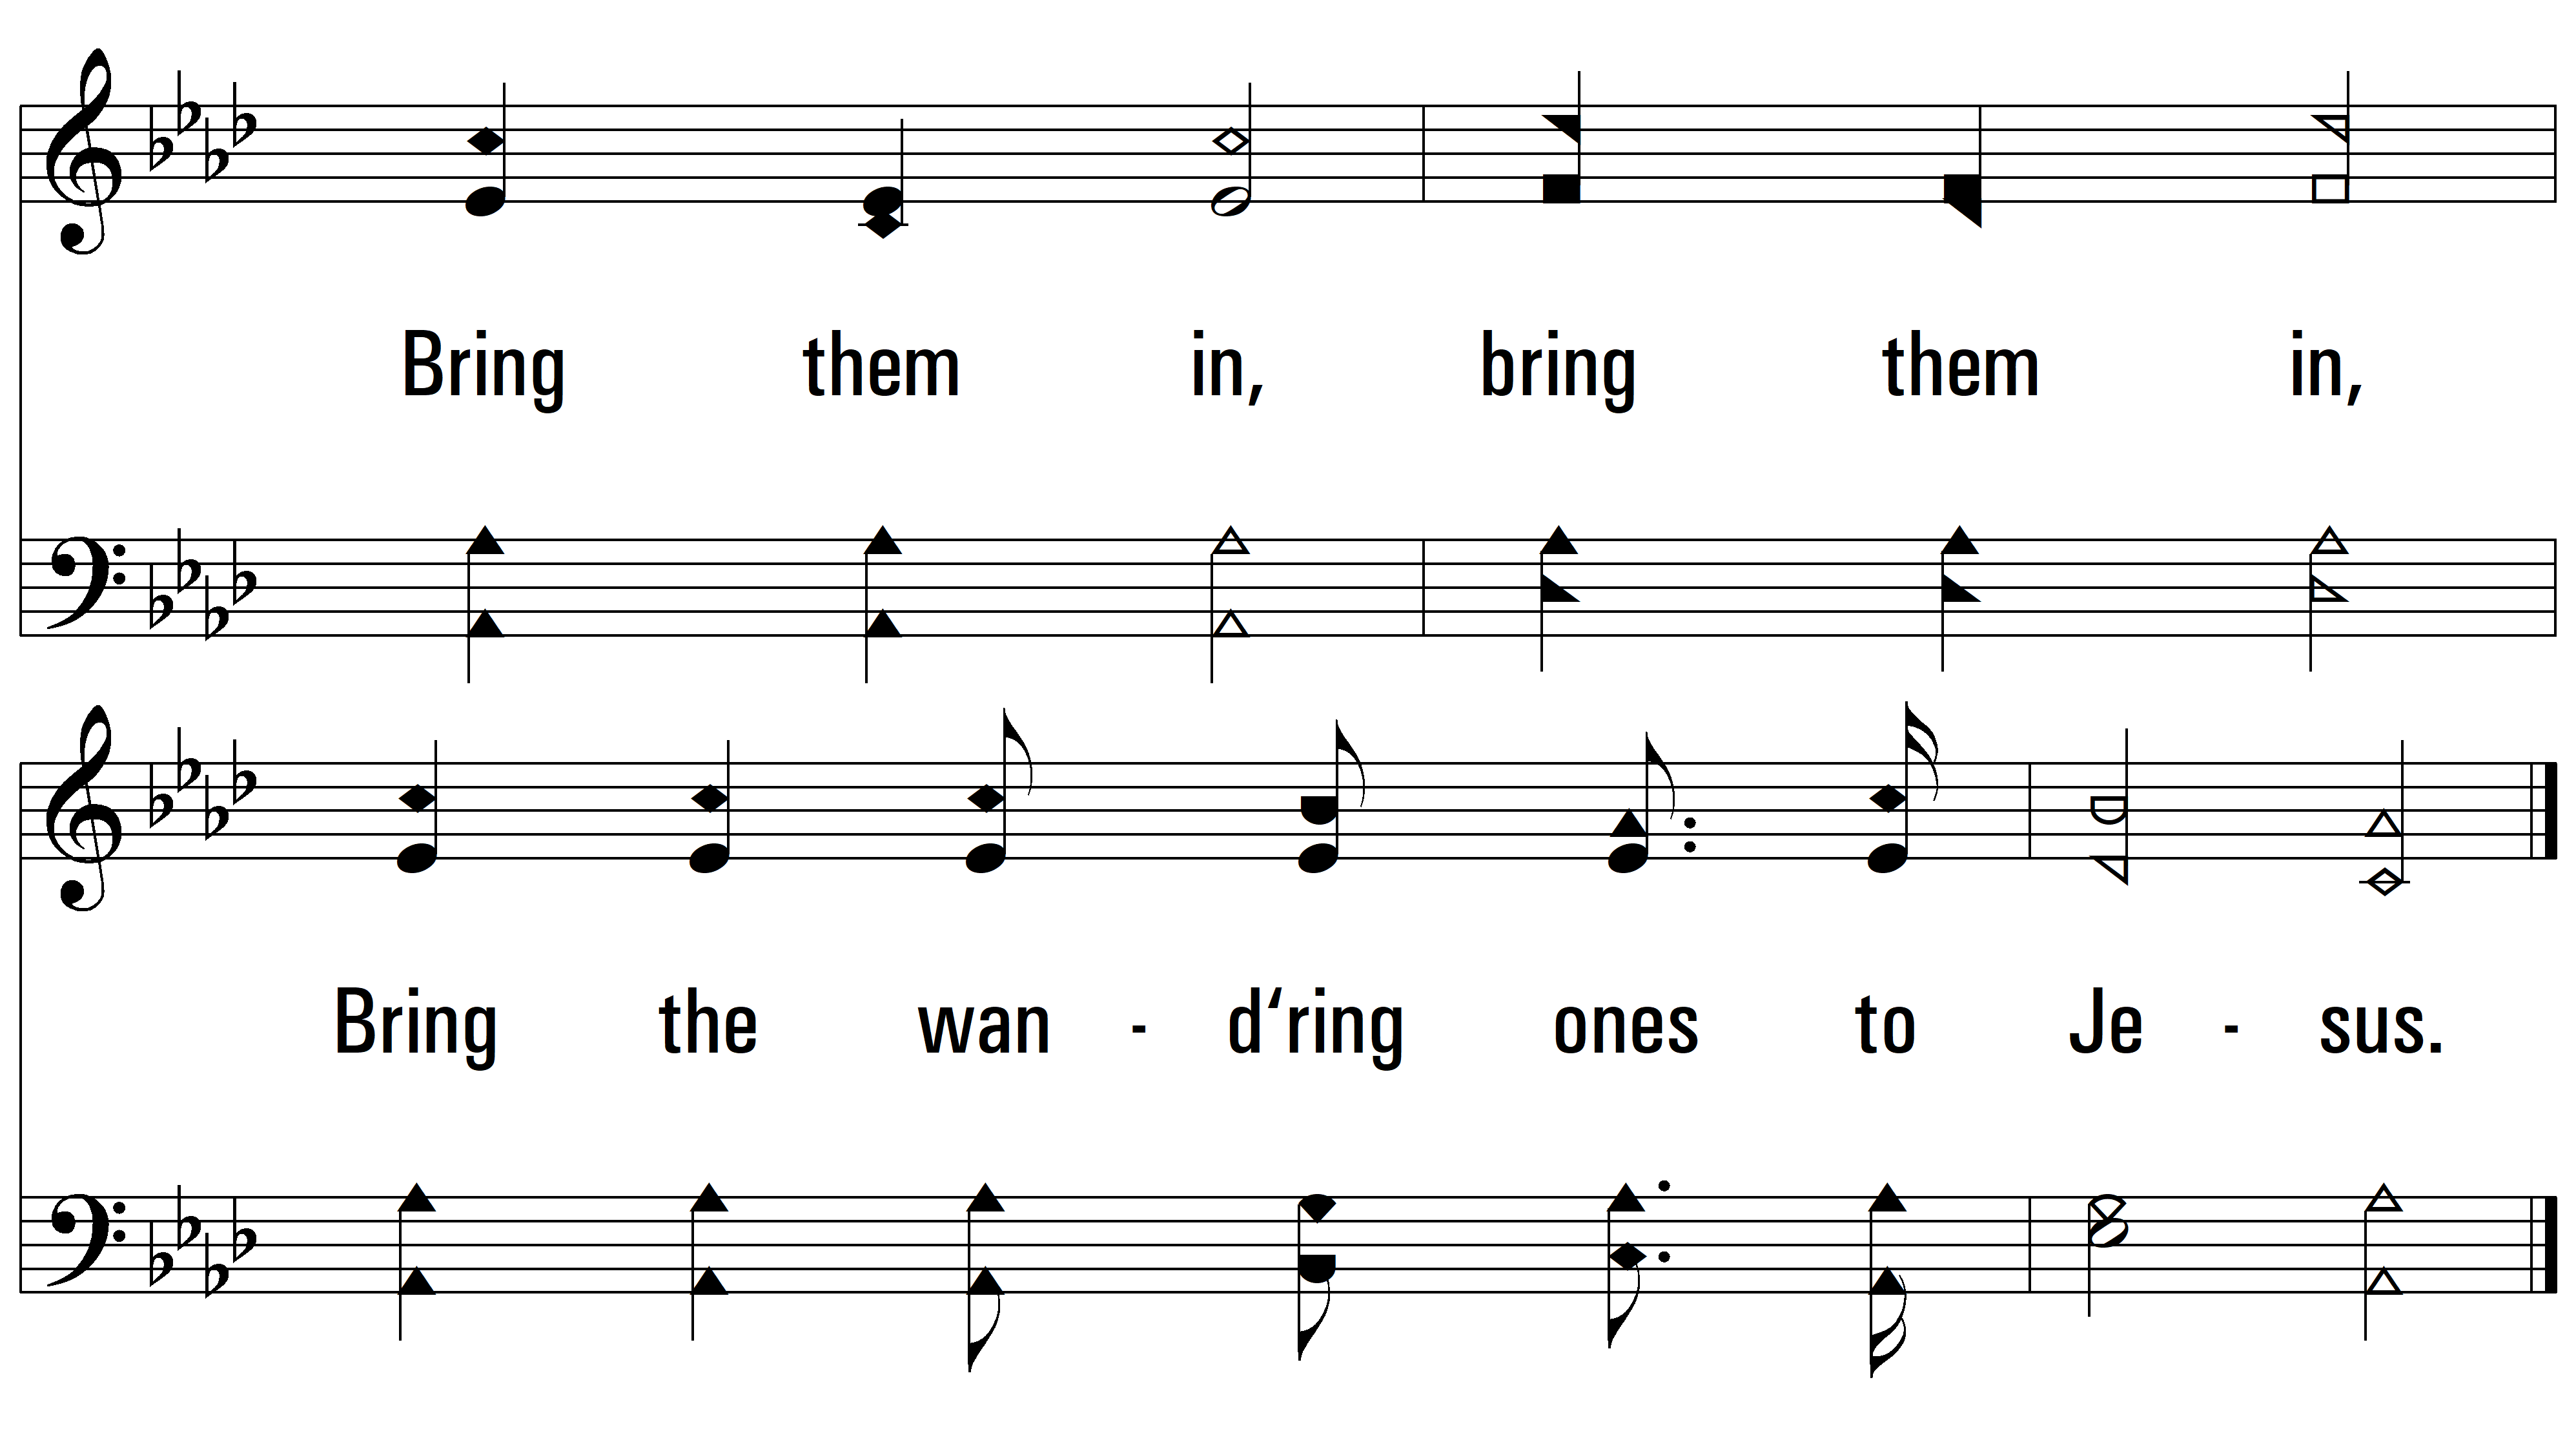 Bring them in, bring them in,
Bring the wan - d‘ring ones to Je - sus.